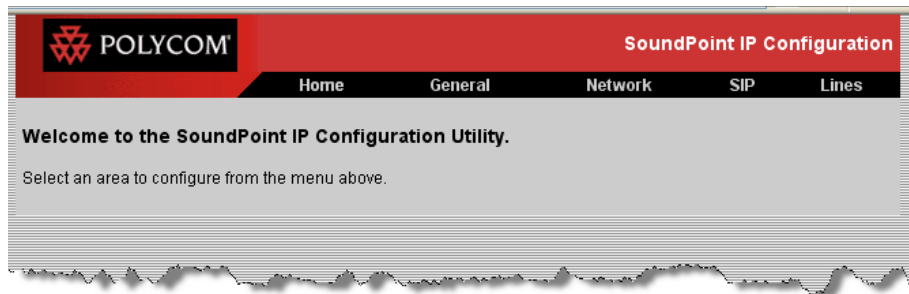 POLYCOM
SoundPoint IP Configuration
Home General Network SIP Lines
Welcome to the SoundPoint IP Configuration Utility.
Select an area to configure from the menu above.